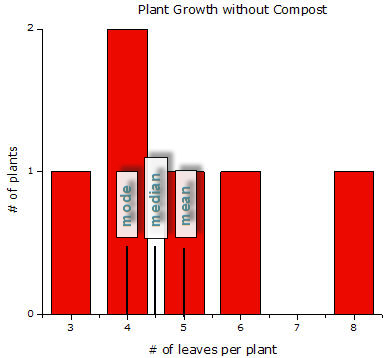 Plant Growth without Compost
2
1
0
# of plants
mode
median
mean
3 4 5 6 7 8
# of leaves per plant